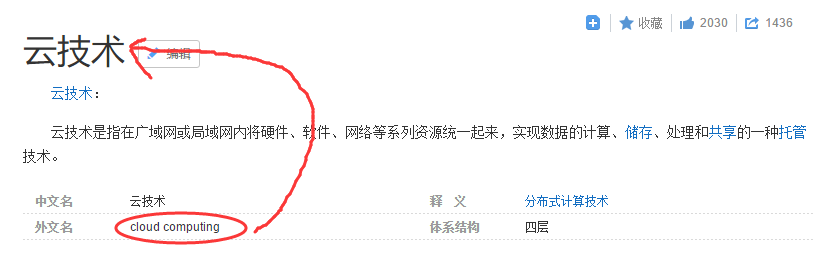 收藏 2030 1436
云技术 编辑
云技术：
云技术是指在广域网或局域网内将硬件、软件、网络等系列资源统一起来，实现数据的计算、储存、处理和共享的一种托管
技术。
中文名 云技术 释 义 分布式计算技术
外文名 cloud computing 体系结构 四层